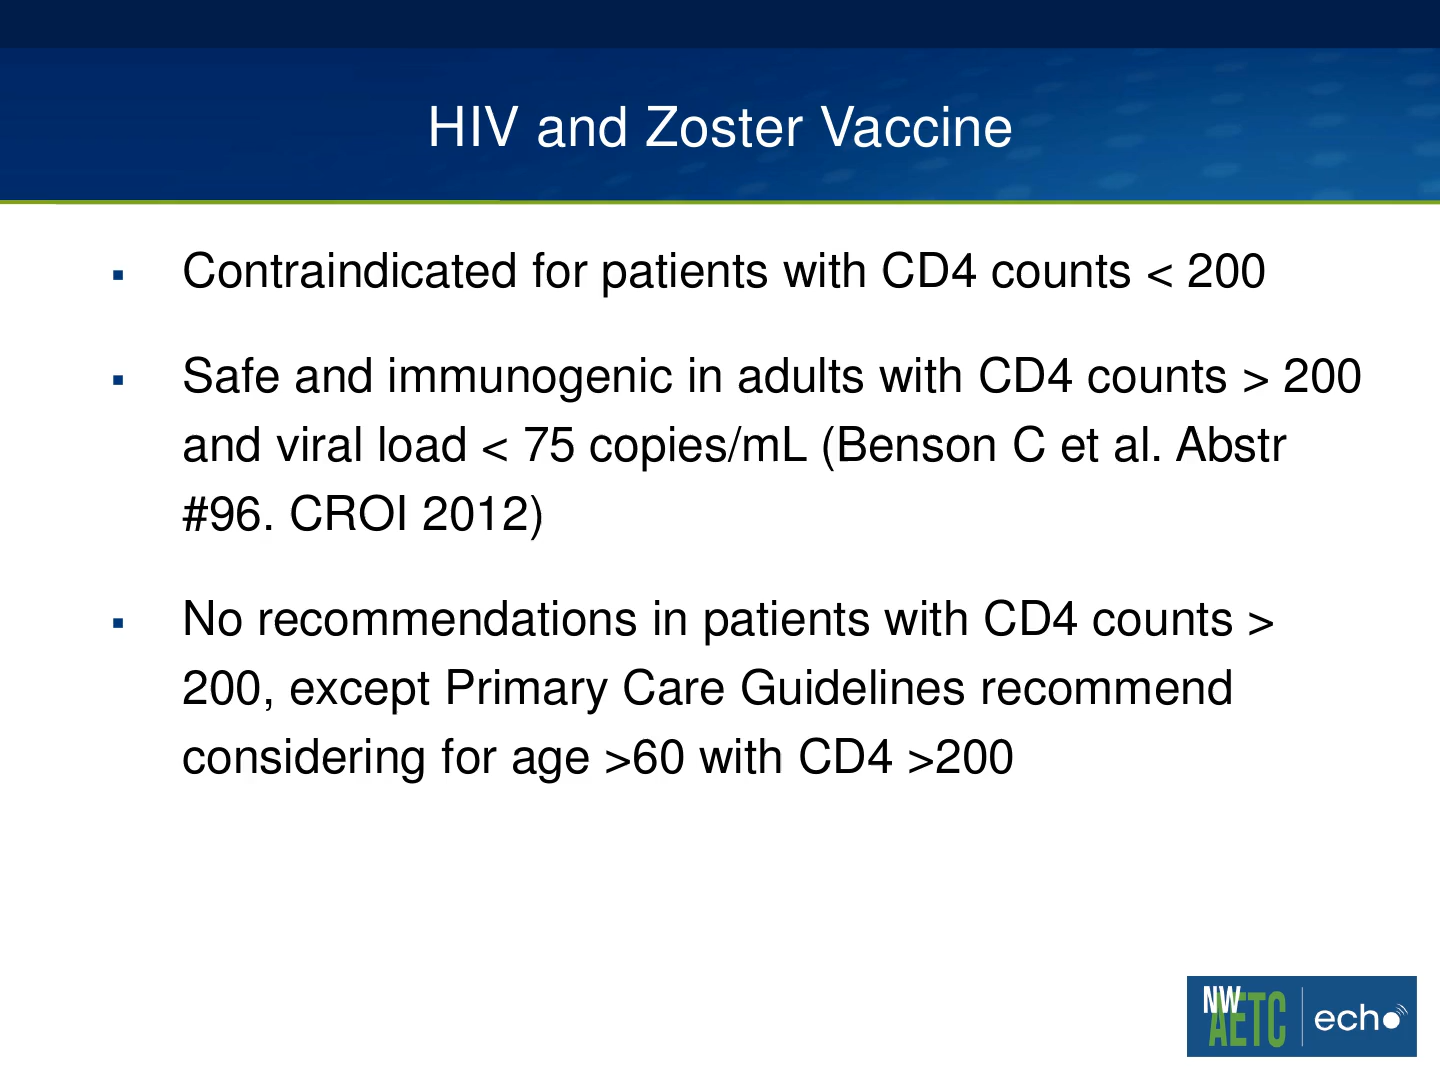 HIV and Zoster Vaccine
▪ Contraindicated for patients with CD4 counts < 200
▪ Safe and immunogenic in adults with CD4 counts > 200
and viral load < 75 copies/mL (Benson C et al. Abstr
#96. CROI 2012)
▪ No recommendations in patients with CD4 counts >
200, except Primary Care Guidelines recommend
considering for age >60 with CD4 >200
NW
AETC
echo